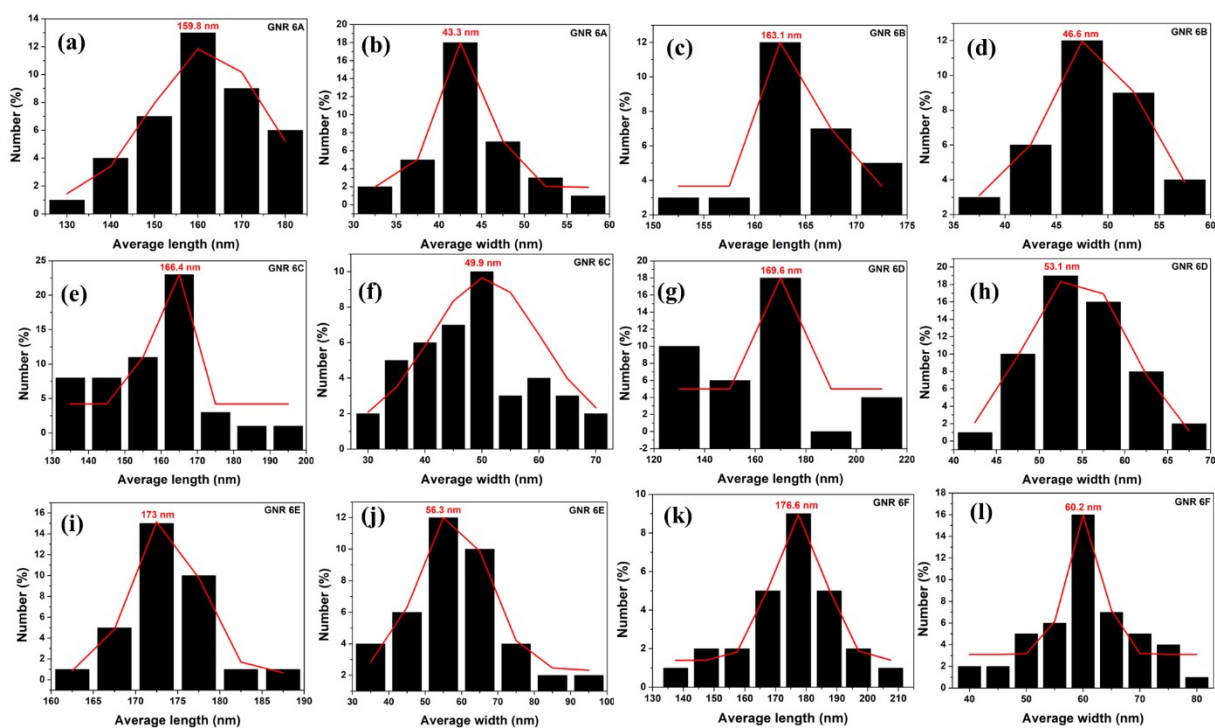 (a)
GNR 6A
159.8 nm
Number (%)
14
12
10
8
6
4
2
0
130 140 150 160 170 180
Average length (nm)
(b)
GNR 6A
43.3 nm
Number (%)
20
18
16
14
12
10
8
6
4
2
0
30 35 40 45 50 55 60
Average width (nm)
(c)
GNR 6B
163.1 nm
Number (%)
12
10
8
6
4
2
0
150 155 160 165 170 175
Average length (nm)
(d)
GNR 6B
46.6 nm
Number (%)
12
10
8
6
4
2
35 40 45 50 55 60
Average width (nm)
(e)
GNR 6C
166.4 nm
Number (%)
25
20
15
10
5
0
130 140 150 160 170 180 190 200
Average length (nm)
(f)
GNR 6C
49.9 nm
Number (%)
10
8
6
4
2
0
30 40 50 60 70
Average width (nm)
(g)
GNR 6D
169.6 nm
Number (%)
20
18
16
14
12
10
8
6
4
2
0
120 140 160 180 200 220
Average length (nm)
(h)
GNR 6D
53.1 nm
Number (%)
20
18
16
14
12
10
8
6
4
2
0
40 45 50 55 60 65 70
Average width (nm)
(i)
GNR 6E
173 nm
Number (%)
16
14
12
10
8
6
4
2
0
160 165 170 175 180 185 190
Average length (nm)
(j)
GNR 6E
56.3 nm
Number (%)
12
10
8
6
4
2
0
30 40 50 60 70 80 90 100
Average width (nm)
(k)
GNR 6F
176.6 nm
Number (%)
10
8
6
4
2
0
130 140 150 160 170 180 190 200 210
Average length (nm)
(l)
GNR 6F
60.2 nm
Number (%)
18
16
14
12
10
8
6
4
2
0
40 50 60 70 80
Average width (nm)